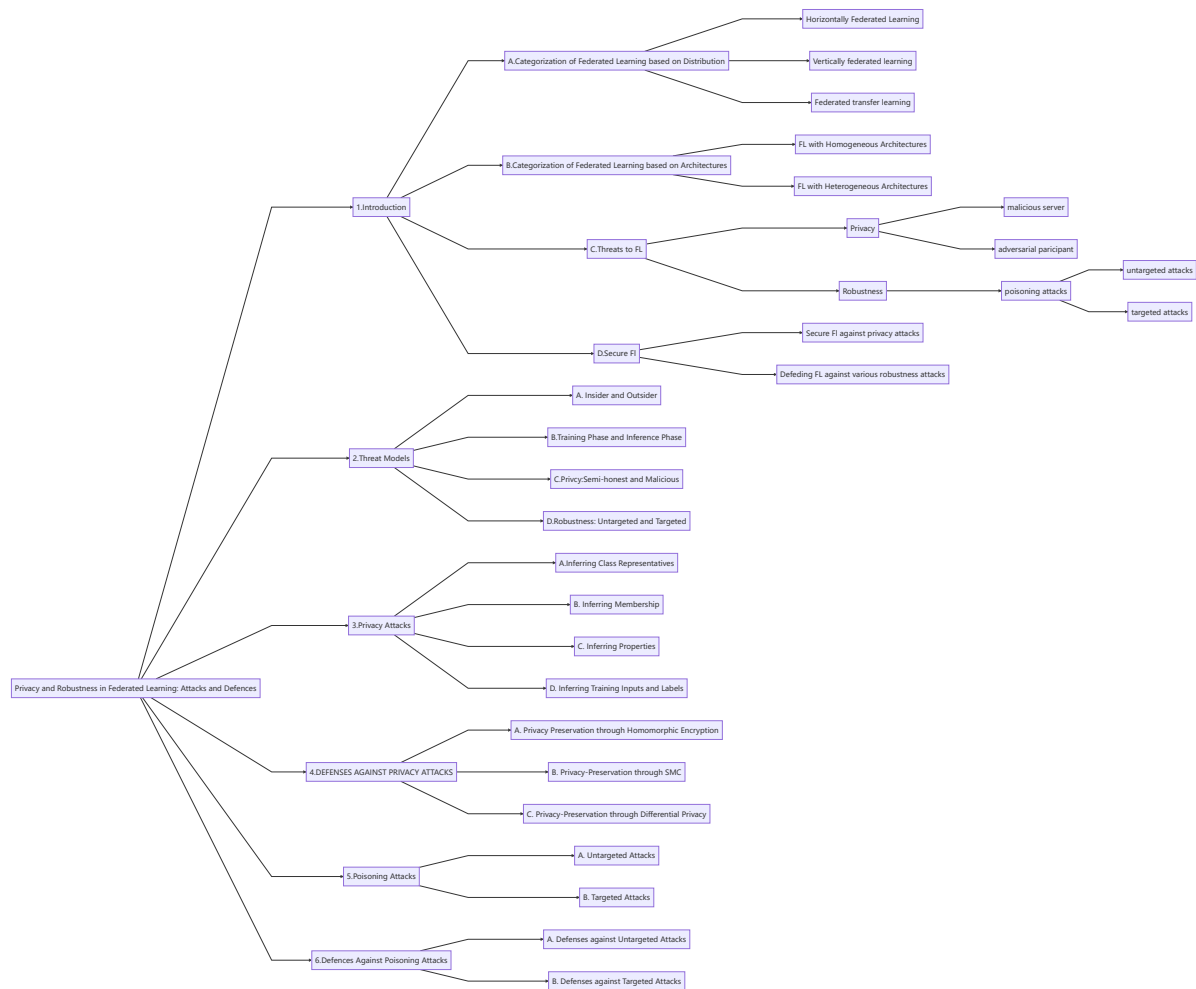 Horizontally Federated Learning
A.Categorization of Federated Learning based on Distribution
Vertically federated learning
Federated transfer learning
FL with Homogeneous Architectures
B.Categorization of Federated Learning based on Architectures
FL with Heterogeneous Architectures
1.Introduction
malicious server
Privacy
C.Threats to FL
adversarial paricipant
untargeted attacks
Robustness
poisoning attacks
targeted attacks
Secure Fl against privacy attacks
D.Secure Fl
Defeding FL against various robustness attacks
A. Insider and Outsider
B.Training Phase and Inference Phase
2.Threat Models
C.Privcy:Semi-honest and Malicious
D.Robustness: Untargeted and Targeted
A.Inferring Class Representatives
B. Inferring Membership
3.Privacy Attacks
C. Inferring Properties
Privacy and Robustness in Federated Learning: Attacks and Defences
D. Inferring Training Inputs and Labels
A. Privacy Preservation through Homomorphic Encryption
4.DEFENSES AGAINST PRIVACY ATTACKS
B. Privacy-Preservation through SMC
C. Privacy-Preservation through Differential Privacy
A. Untargeted Attacks
5.Poisoning Attacks
B. Targeted Attacks
A. Defenses against Untargeted Attacks
6.Defences Against Poisoning Attacks
B. Defenses against Targeted Attacks